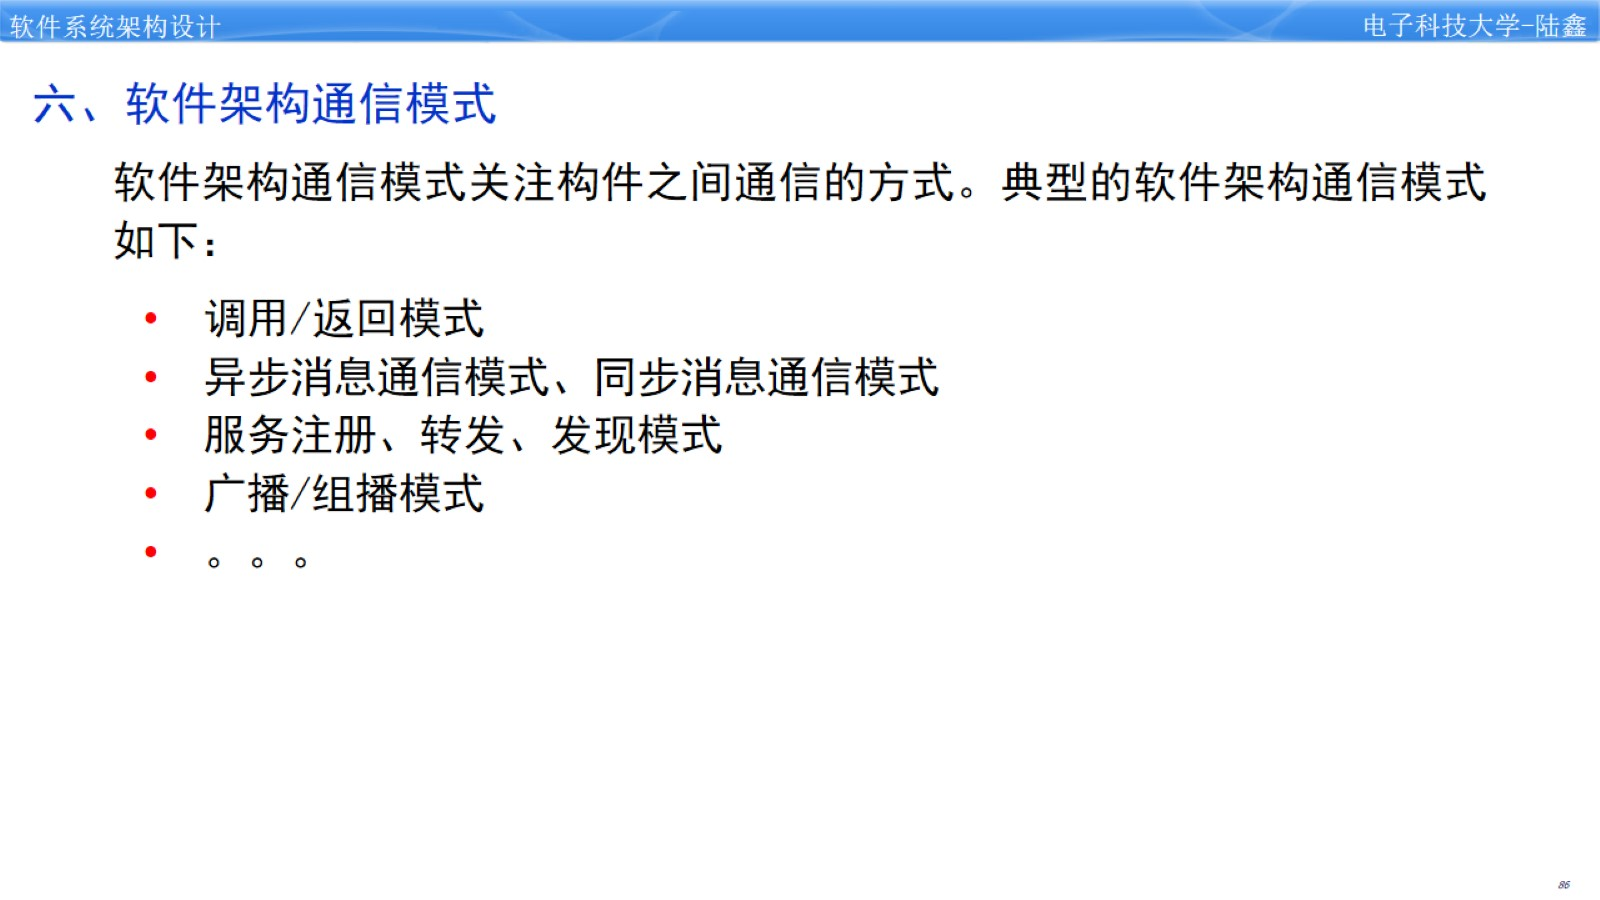 软件系统架构设计
电子科技大学-陆鑫
六、软件架构通信模式
软件架构通信模式关注构件之间通信的方式。典型的软件架构通信模式
如下：
• 调用/返回模式
• 异步消息通信模式、同步消息通信模式
• 服务注册、转发、发现模式
• 广播/组播模式
• 。。。
86